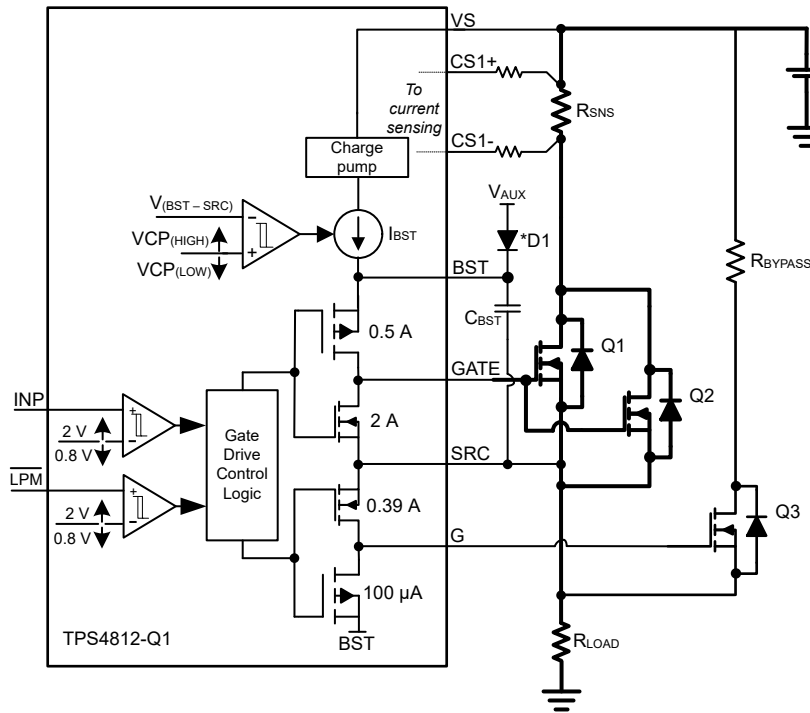 VS
CS1+
To
current
sensing
RSNS
CS1-
Charge
pump
VAUX
V(BST – SRC)
*D1
IBST
VCP(HIGH)
VCP(LOW)
BST
RBYPASS
CBST
0.5 A
GATE
Q1
INP
Q2
2 V
0.8 V
2 A
Gate
Drive
Control
Logic
SRC
LPM
0.39 A
2 V
0.8 V
G
Q3
100 µA
TPS4812-Q1
BST
RLOAD
+
-
+
-
-
+